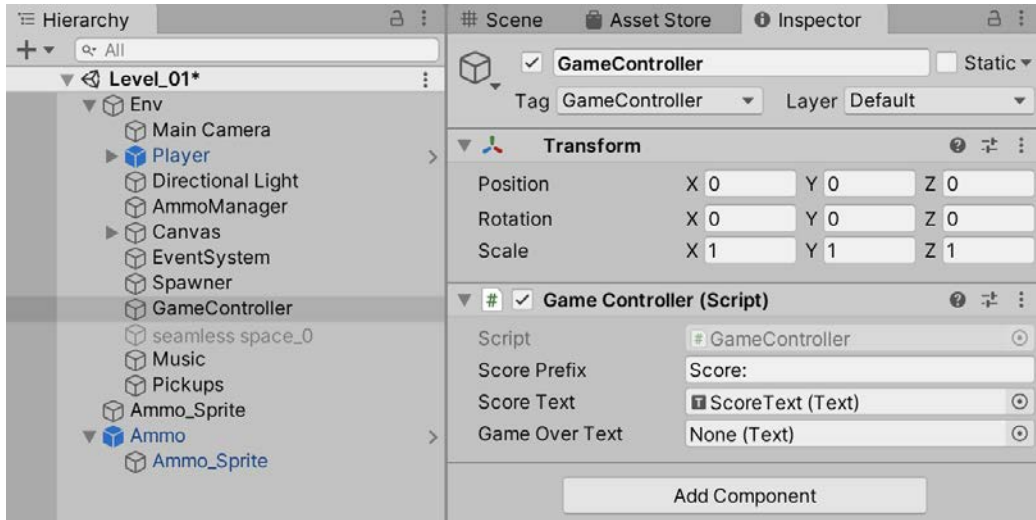 Hierarchy
All
Level_01*
Env
Main Camera
Player
Directional Light
AmmoManager
Canvas
EventSystem
Spawner
GameController
seamless space_0
Music
Pickups
Ammo_Sprite
Ammo
Ammo_Sprite
Scene Asset Store Inspector
GameController Static
Tag GameController Layer Default
Transform
Position X 0 Y 0 Z 0
Rotation X 0 Y 0 Z 0
Scale X 1 Y 1 Z 1
# Game Controller (Script)
Script # GameController
Score Prefix Score:
Score Text T ScoreText (Text)
Game Over Text None (Text)
Add Component